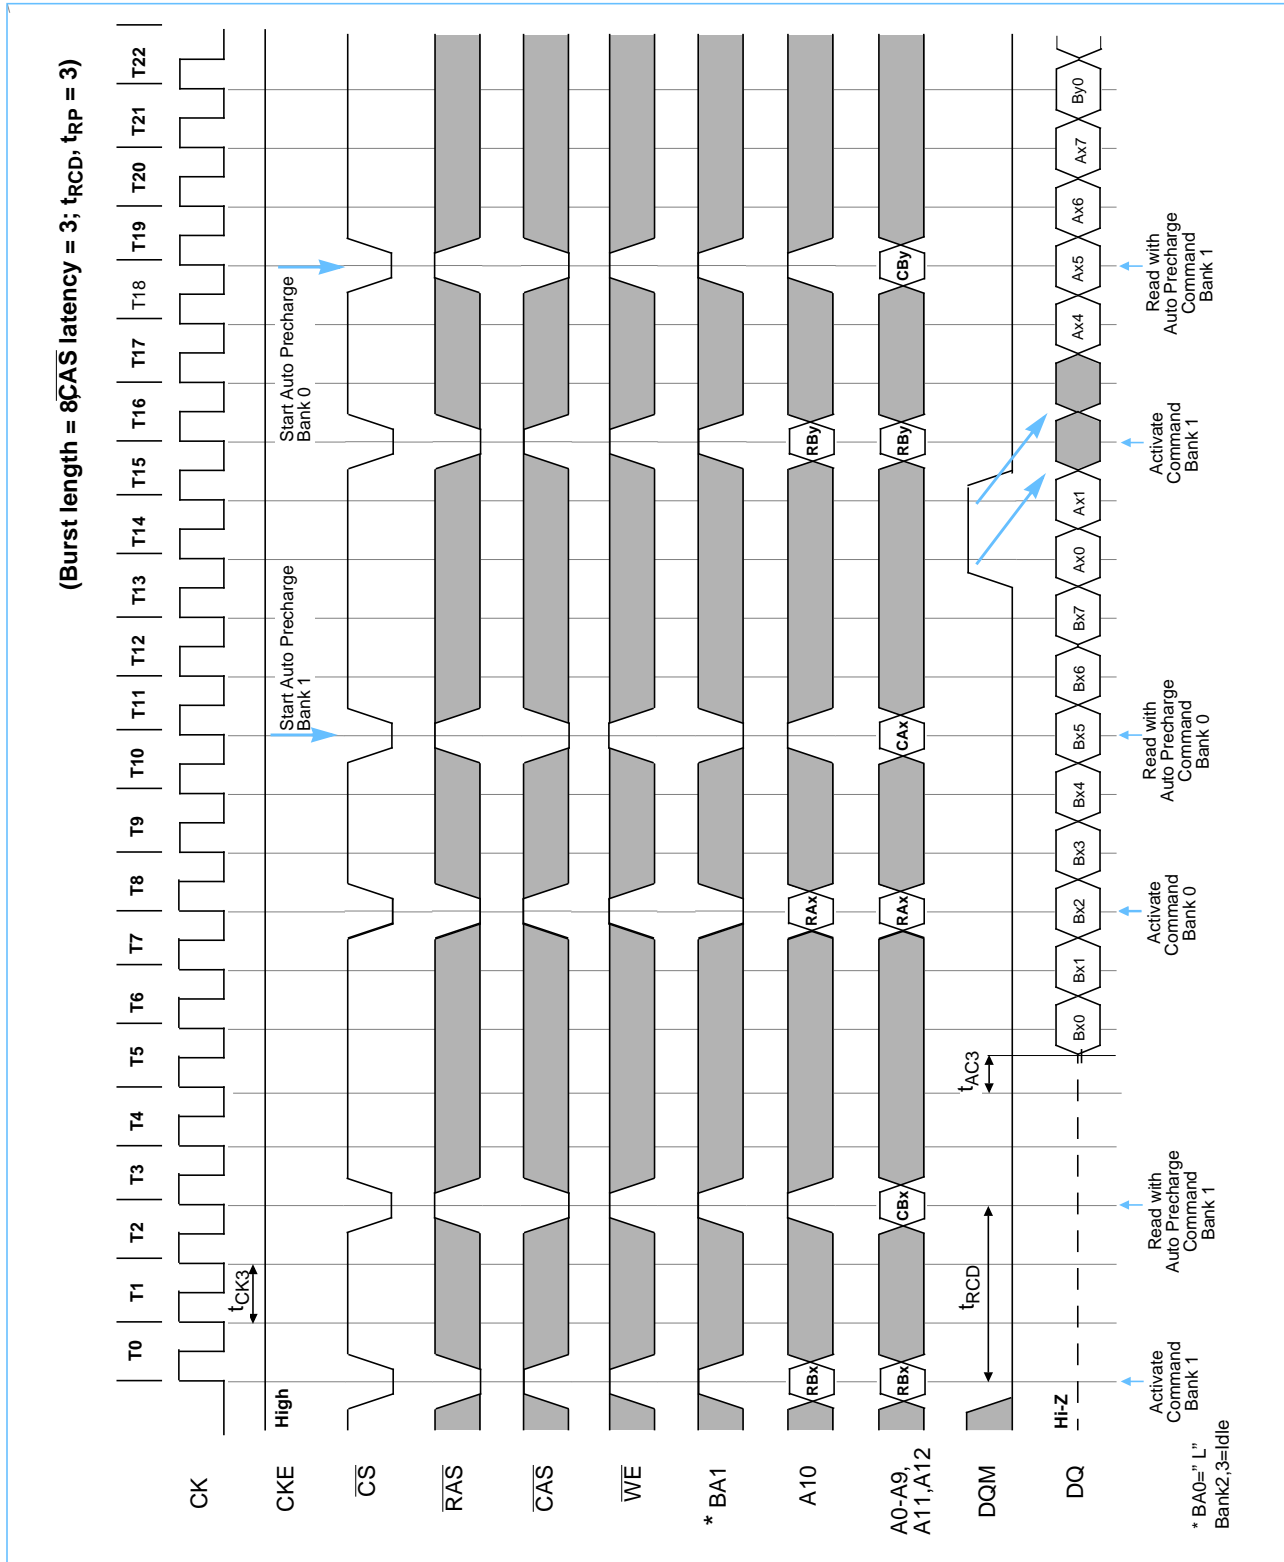 (Burst length = 8,CAS latency = 3; tRCD, tRP = 3)
T0 T1 T2 T3 T4 T5 T6 T7 T8 T9 T10 T11 T12 T13 T14 T15 T16 T17 T18 T19 T20 T21 T22
CK
tCK3
CKE
High
Start Auto Precharge
Bank 1
Start Auto Precharge
Bank 0
CS
RAS
CAS
WE
* BA1
A10
RBx RAx RBy
A0-A9,
A11,A12
RBx CBx RAx CAx RBy CBy
DQM
tRCD
tAC3
DQ
Hi-Z
Bx0 Bx1 Bx2 Bx3 Bx4 Bx5 Bx6 Bx7 Ax0 Ax1 Ax4 Ax5 Ax6 Ax7 By0
Activate
Command
Bank 1
Read with
Auto Precharge
Command
Bank 1
Activate
Command
Bank 0
Read with
Auto Precharge
Command
Bank 0
Activate
Command
Bank 1
Read with
Auto Precharge
Command
Bank 1
* BA0=” L”
Bank2,3=Idle